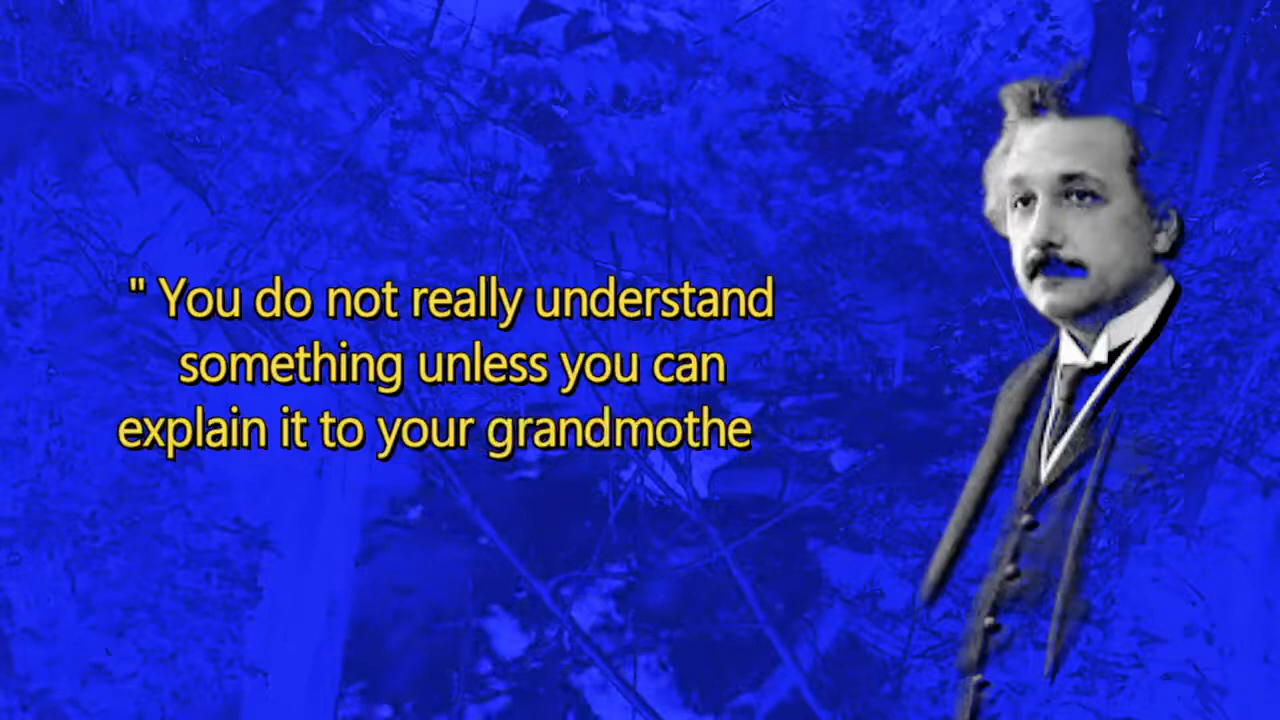 " You do not really understand
something unless you can
explain it to your grandmothe